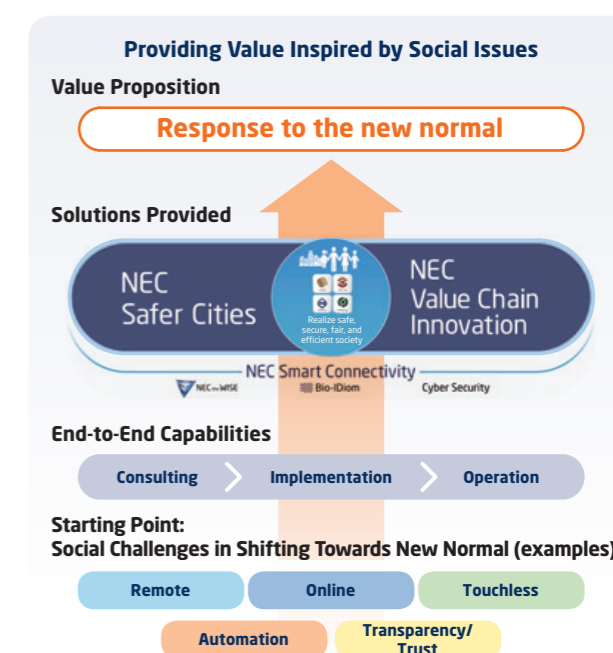 Providing Value Inspired by Social Issues
Value Proposition
Response to the new normal
Solutions Provided
NEC
Safer Cities
Realize safe,
secure, fair, and
efficient society
NEC
Value Chain
Innovation
NEC Smart Connectivity
NEC the WISE
Bio-IDiom
Cyber Security
End-to-End Capabilities
Consulting
Implementation
Operation
Starting Point:
Social Challenges in Shifting Towards New Normal (examples)
Remote
Online
Touchless
Automation
Transparency/
Trust